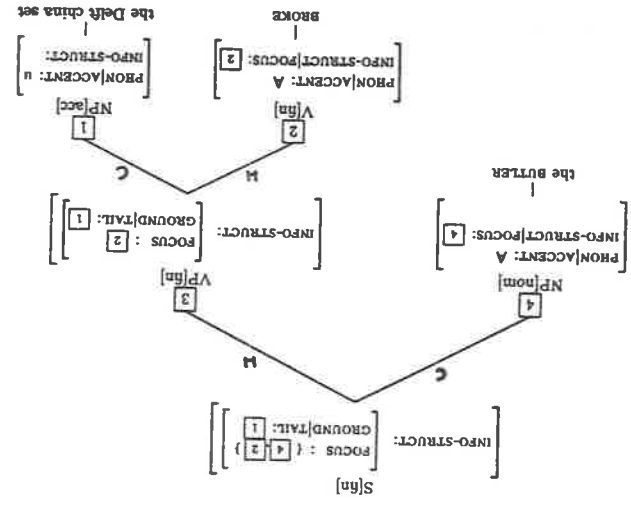 S[fin]
INFO-STRUCT: [FOCUS : { 4, 2 }
GROUND|TAIL: 1]
C
H
4
NP[nom]
[PHON|ACCENT: A
INFO-STRUCT|FOCUS: 4]
the BUTLER
3
VP[fin]
INFO-STRUCT: [FOCUS : 2
GROUND|TAIL: 1]
H
C
2
V[fin]
[PHON|ACCENT: A
INFO-STRUCT|FOCUS: 2]
BROKE
1
NP[acc]
[PHON|ACCENT: u
INFO-STRUCT: ]
the Delft china set